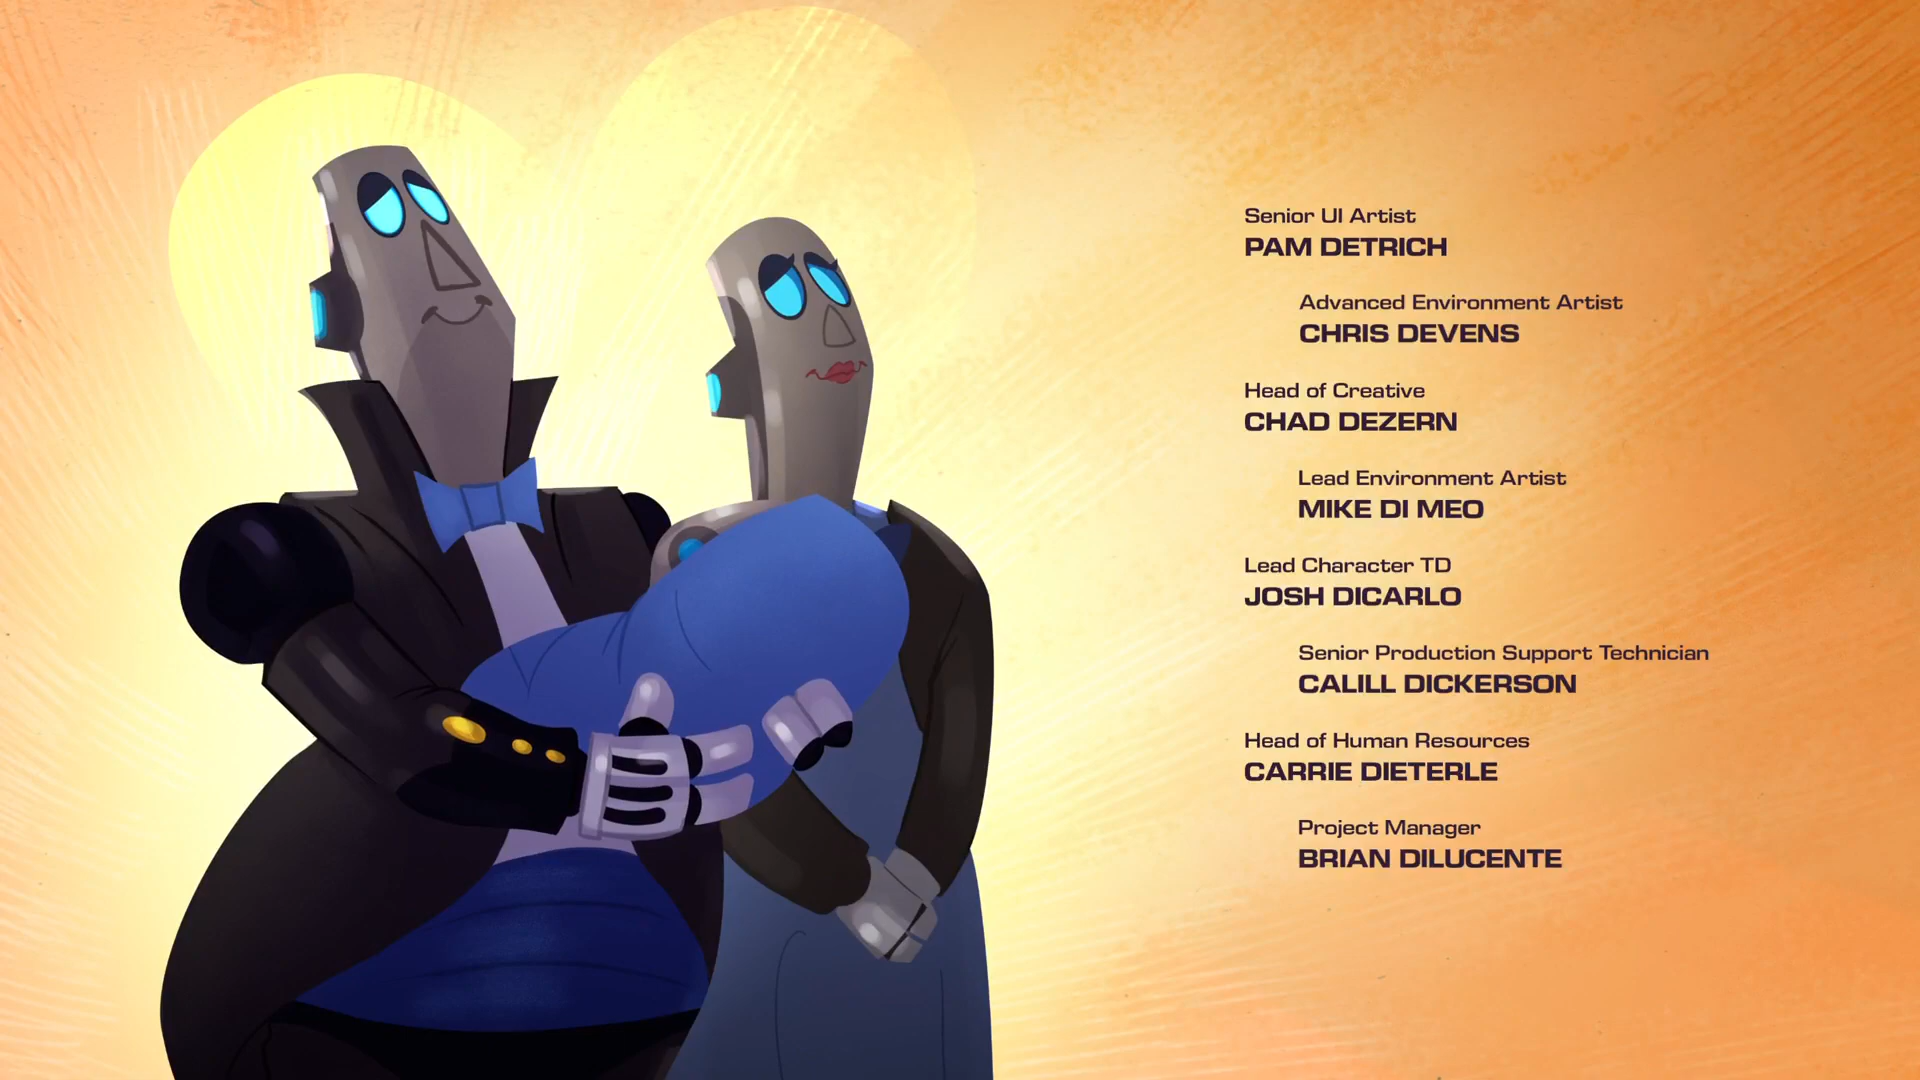 Senior UI Artist
PAM DETRICH
Advanced Environment Artist
CHRIS DEVENS
Head of Creative
CHAD DEZERN
Lead Environment Artist
MIKE DI MEO
Lead Character TD
JOSH DICARLO
Senior Production Support Technician
CALILL DICKERSON
Head of Human Resources
CARRIE DIETERLE
Project Manager
BRIAN DILUCENTE